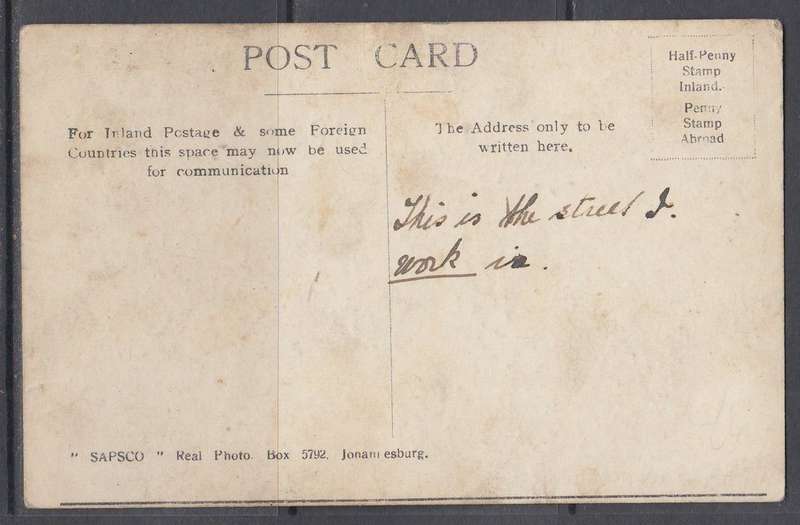 POST CARD
Half-Penny
Stamp
Inland.
Penny
Stamp
Abroad
For Inland Postage & some Foreign
Countries this space may now be used
for communication
The Address only to be
written here.
This is the street I.
work in.
" SAPSCO " Real Photo. Box 5792, Johannesburg.